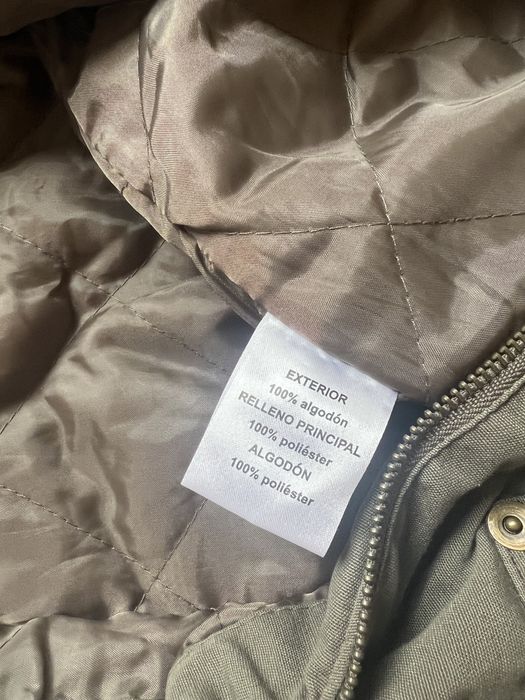 EXTERIOR
100% algodón
RELLENO PRINCIPAL
100% poliéster
ALGODÓN
100% poliéster